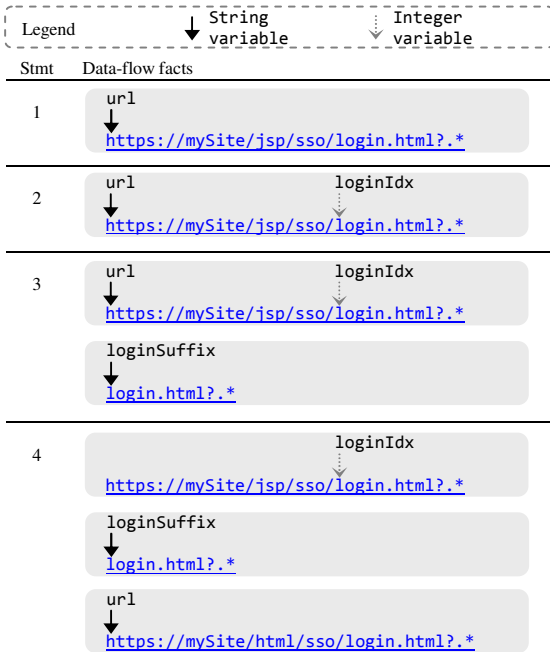 Legend String variable Integer variable
Stmt Data-flow facts
1
url
https://mySite/jsp/sso/login.html?.*
2
url loginIdx
https://mySite/jsp/sso/login.html?.*
3
url loginIdx
https://mySite/jsp/sso/login.html?.*
loginSuffix
login.html?.*
4
loginIdx
https://mySite/jsp/sso/login.html?.*
loginSuffix
login.html?.*
url
https://mySite/html/sso/login.html?.*